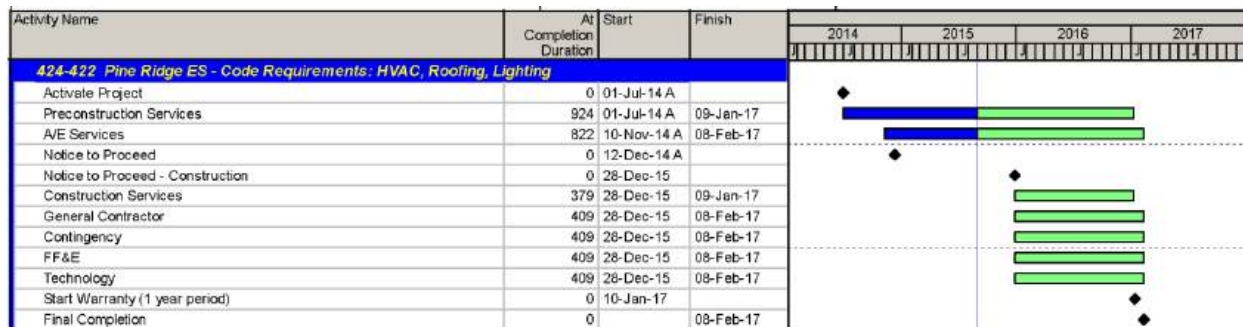 Activity Name At Completion Duration Start Finish
2014 2015 2016 2017
J J J J J J J
424-422 Pine Ridge ES - Code Requirements: HVAC, Roofing, Lighting
Activate Project 0 01-Jul-14 A
Preconstruction Services 924 01-Jul-14 A 09-Jan-17
A/E Services 822 10-Nov-14 A 08-Feb-17
Notice to Proceed 0 12-Dec-14 A
Notice to Proceed - Construction 0 28-Dec-15
Construction Services 379 28-Dec-15 09-Jan-17
General Contractor 409 28-Dec-15 08-Feb-17
Contingency 409 28-Dec-15 08-Feb-17
FF&E 409 28-Dec-15 08-Feb-17
Technology 409 28-Dec-15 08-Feb-17
Start Warranty (1 year period) 0 10-Jan-17
Final Completion 0 08-Feb-17